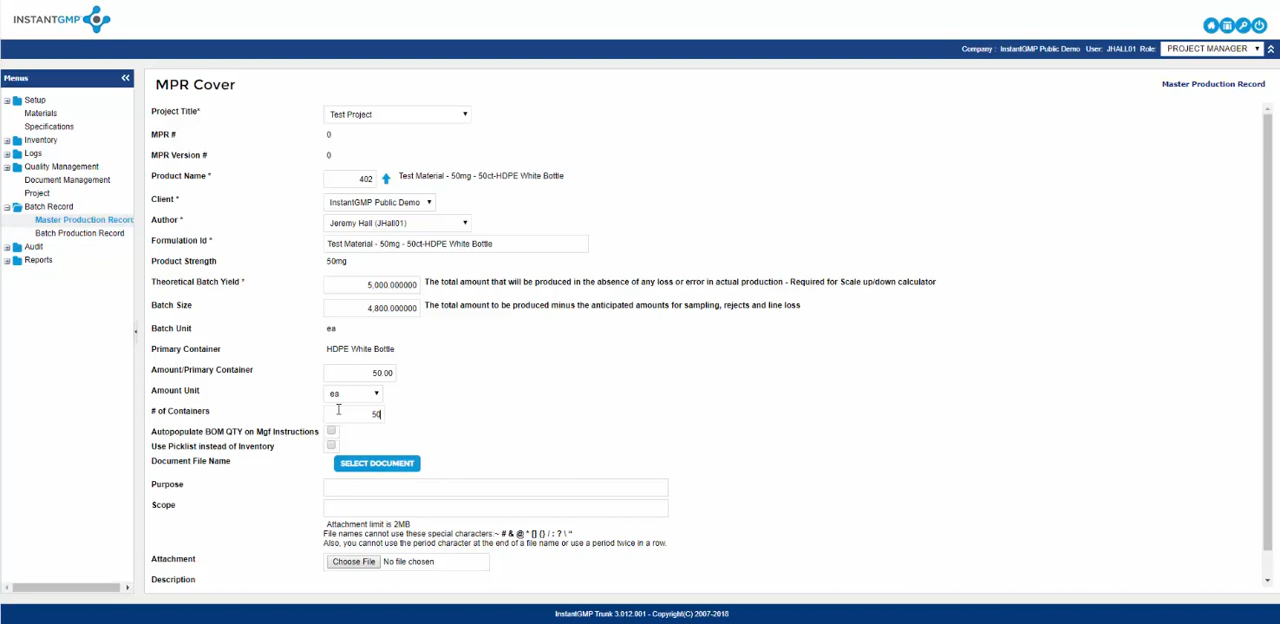 INSTANTGMP
Company : InstantGMP Public Demo User: JHALL01 Role: PROJECT MANAGER
Menus
Setup
Materials
Specifications
Inventory
Logs
Quality Management
Document Management
Project
Batch Record
Master Production Record
Batch Production Record
Audit
Reports
MPR Cover
Master Production Record
Project Title* Test Project
MPR # 0
MPR Version # 0
Product Name * 402 Test Material - 50mg - 50ct-HDPE White Bottle
Client * InstantGMP Public Demo
Author * Jeremy Hall (JHall01)
Formulation Id * Test Material - 50mg - 50ct-HDPE White Bottle
Product Strength 50mg
Theoretical Batch Yield * 5,000.000000 The total amount that will be produced in the absence of any loss or error in actual production - Required for Scale up/down calculator
Batch Size 4,800.000000 The total amount to be produced minus the anticipated amounts for sampling, rejects and line loss
Batch Unit ea
Primary Container HDPE White Bottle
Amount/Primary Container 50.00
Amount Unit ea
# of Containers 50
Autopopulate BOM QTY on Mgf Instructions
Use Picklist instead of Inventory
Document File Name SELECT DOCUMENT
Purpose
Scope
Attachment limit is 2MB
File names cannot use these special characters:~ # & @ * [] {} / : ? \ "
Also, you cannot use the period character at the end of a file name or use a period twice in a row.
Attachment Choose File No file chosen
Description
InstantGMP Trunk 3.012.001 - Copyright(C) 2007-2018